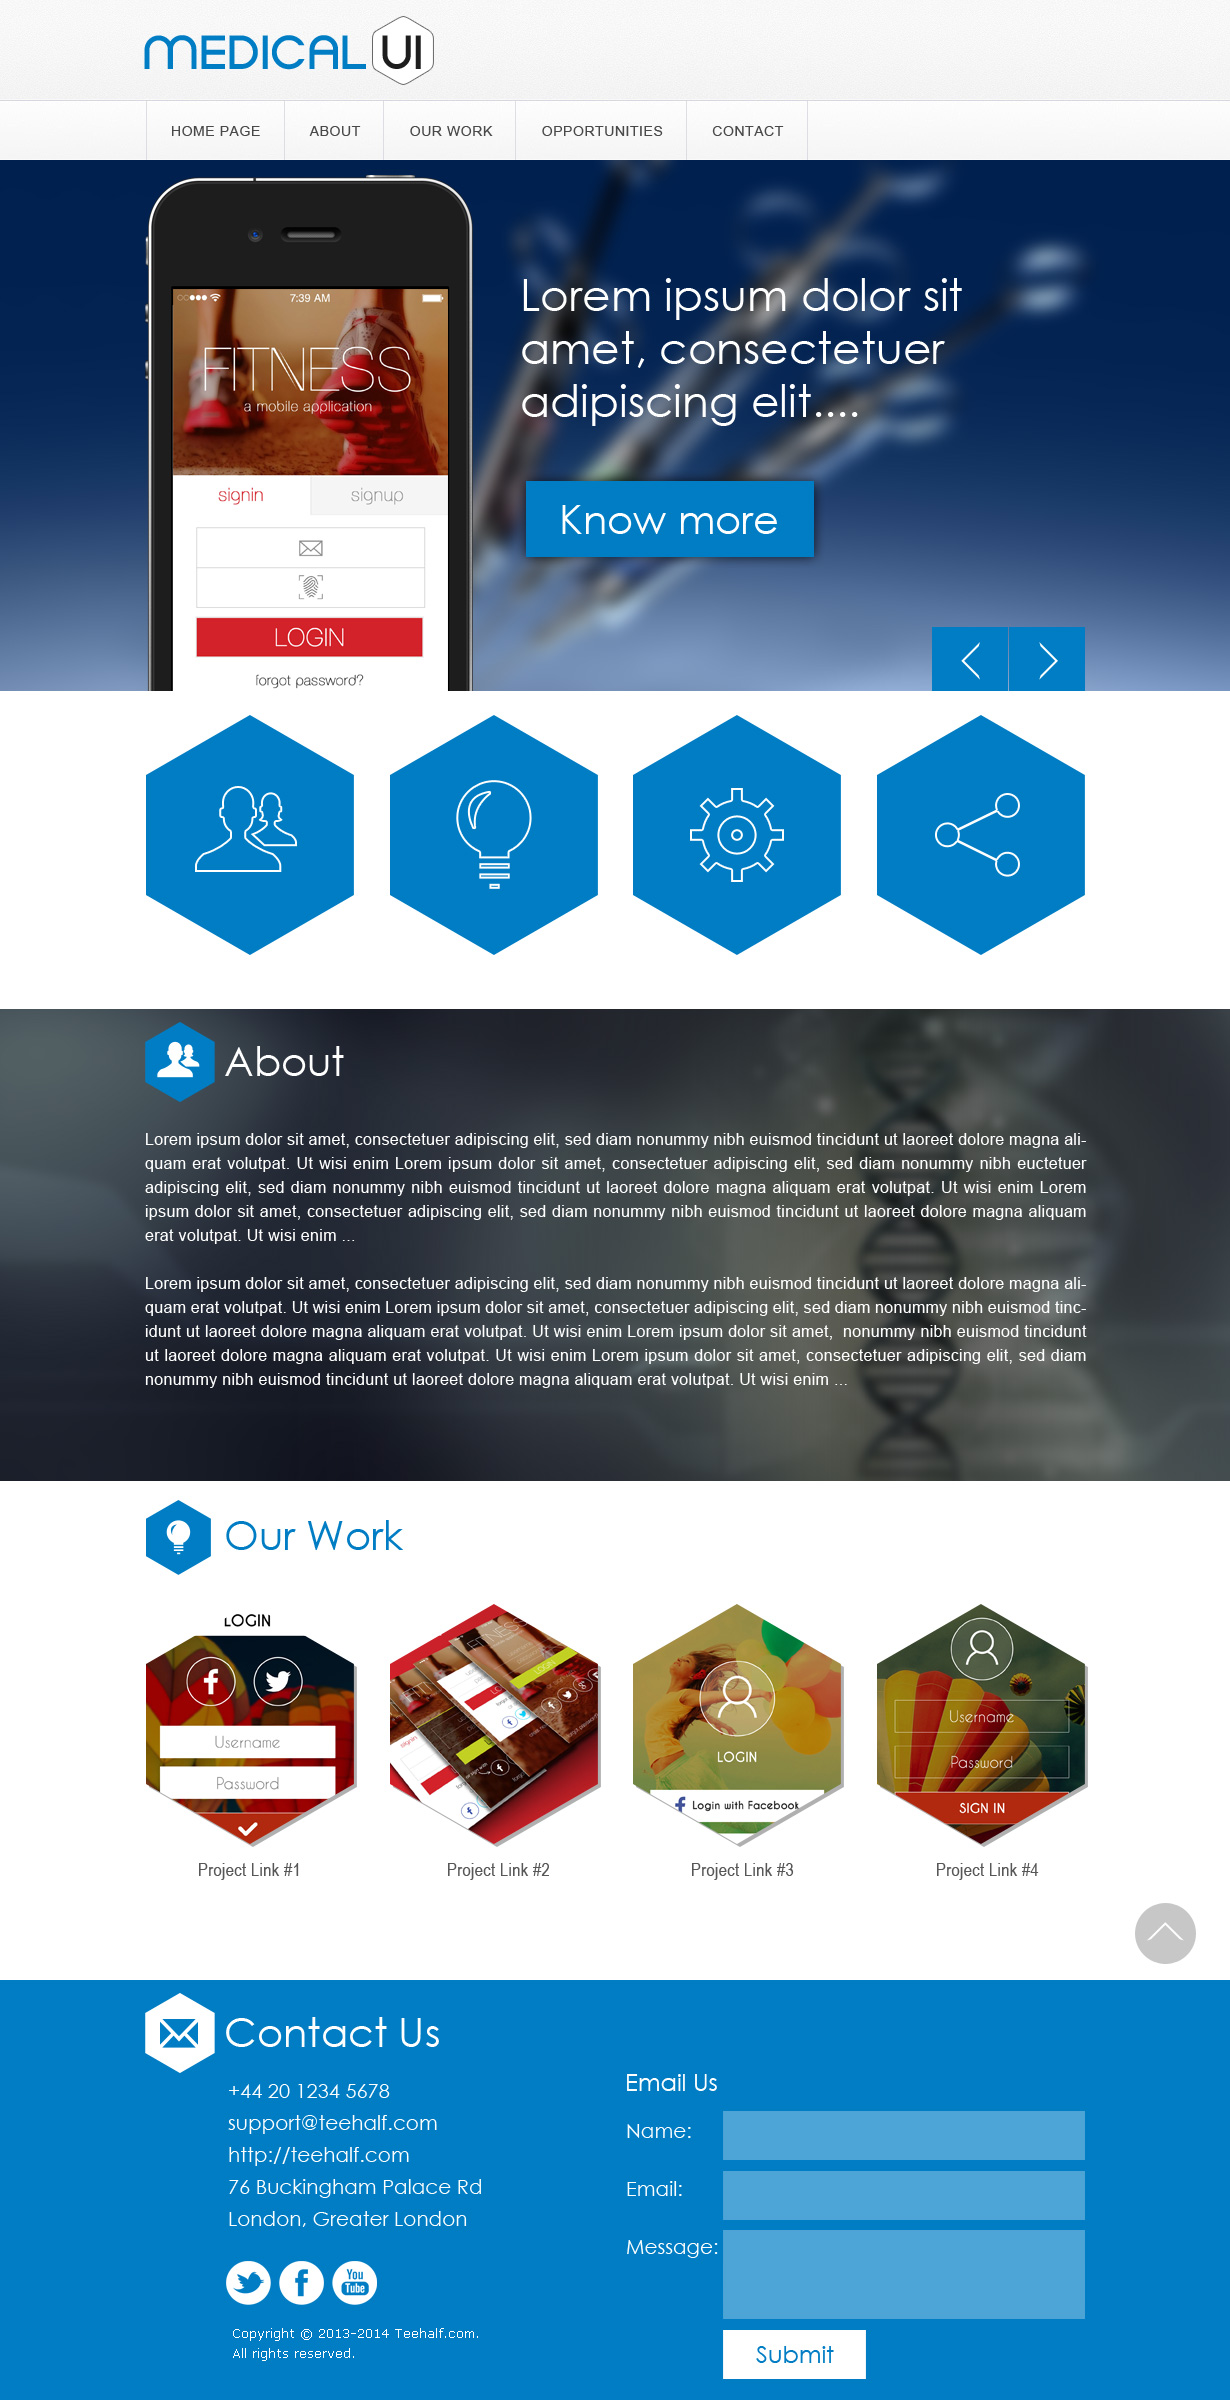 MEDICAL UI
HOME PAGE
ABOUT
OUR WORK
OPPORTUNITIES
CONTACT
7:39 AM
FITNESS
a mobile application
signin
signup
LOGIN
forgot password?
Lorem ipsum dolor sit
amet, consectetuer
adipiscing elit....
Know more
About
Lorem ipsum dolor sit amet, consectetuer adipiscing elit, sed diam nonummy nibh euismod tincidunt ut laoreet dolore magna ali-
quam erat volutpat. Ut wisi enim Lorem ipsum dolor sit amet, consectetuer adipiscing elit, sed diam nonummy nibh euctetuer
adipiscing elit, sed diam nonummy nibh euismod tincidunt ut laoreet dolore magna aliquam erat volutpat. Ut wisi enim Lorem
ipsum dolor sit amet, consectetuer adipiscing elit, sed diam nonummy nibh euismod tincidunt ut laoreet dolore magna aliquam
erat volutpat. Ut wisi enim ...
Lorem ipsum dolor sit amet, consectetuer adipiscing elit, sed diam nonummy nibh euismod tincidunt ut laoreet dolore magna ali-
quam erat volutpat. Ut wisi enim Lorem ipsum dolor sit amet, consectetuer adipiscing elit, sed diam nonummy nibh euismod tinc-
idunt ut laoreet dolore magna aliquam erat volutpat. Ut wisi enim Lorem ipsum dolor sit amet,  nonummy nibh euismod tincidunt
ut laoreet dolore magna aliquam erat volutpat. Ut wisi enim Lorem ipsum dolor sit amet, consectetuer adipiscing elit, sed diam
nonummy nibh euismod tincidunt ut laoreet dolore magna aliquam erat volutpat. Ut wisi enim ...
Our Work
LOGIN
Username
Password
FITNESS
LOGIN
signin
LOGIN
Login with Facebook
Username
Password
SIGN IN
Project Link #1
Project Link #2
Project Link #3
Project Link #4
Contact Us
+44 20 1234 5678
support@teehalf.com
http://teehalf.com
76 Buckingham Palace Rd
London, Greater London
You
Tube
Copyright © 2013-2014 Teehalf.com.
All rights reserved.
Email Us
Name:
Email:
Message:
Submit